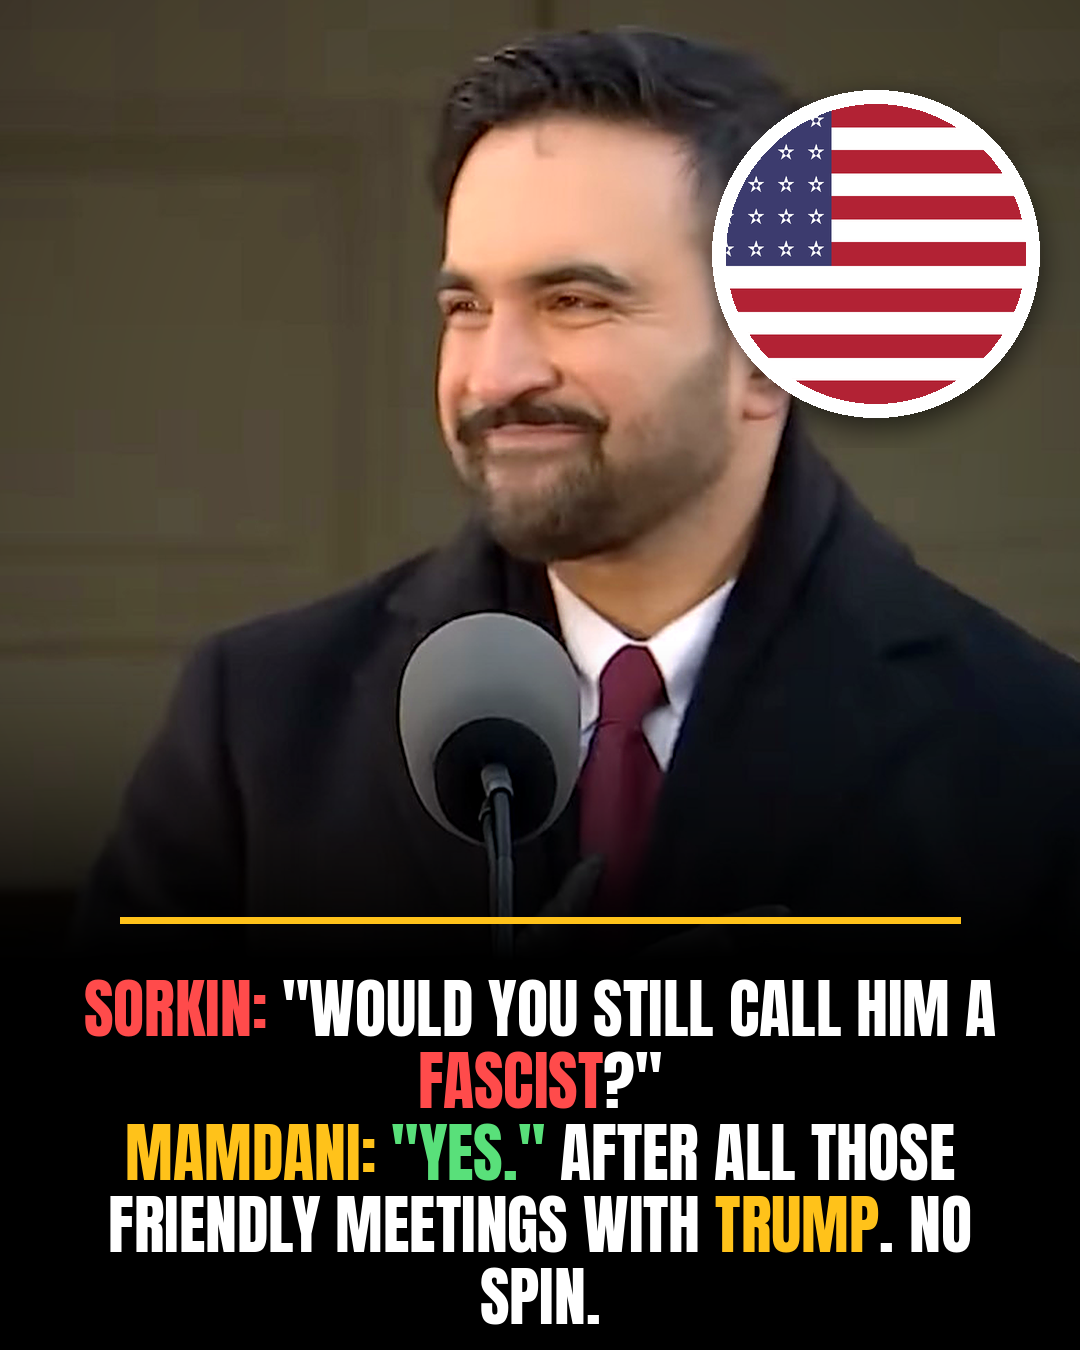 SORKIN: "WOULD YOU STILL CALL HIM A
FASCIST?"
MAMDANI: "YES." AFTER ALL THOSE
FRIENDLY MEETINGS WITH TRUMP. NO
SPIN.